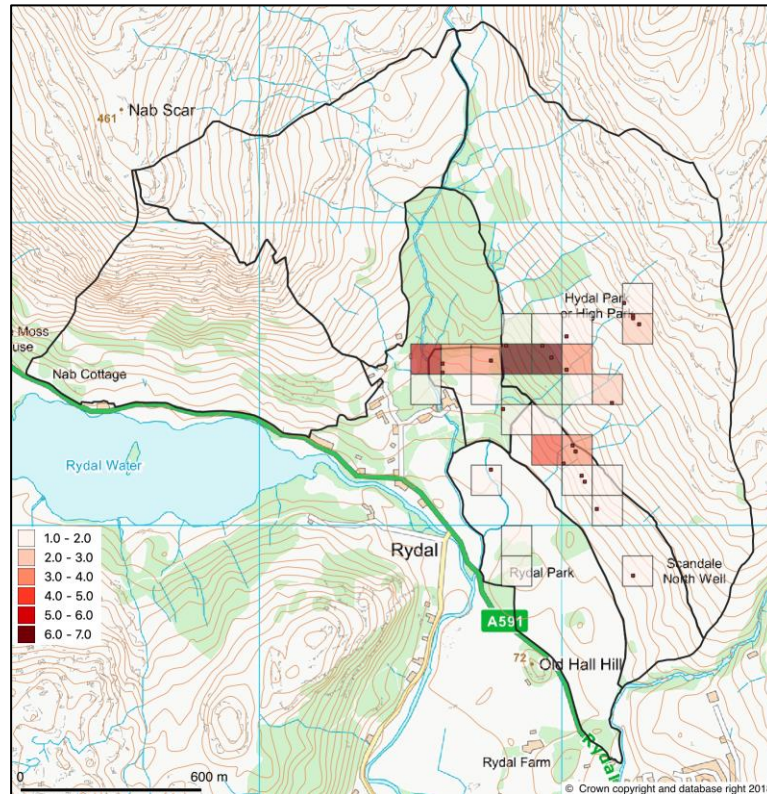 461
Nab Scar
Hydal Park
or High Park
e Moss
use
Nab Cottage
Rydal Water
1.0 - 2.0
2.0 - 3.0
3.0 - 4.0
4.0 - 5.0
5.0 - 6.0
6.0 - 7.0
Rydal
Rydal Park
Scandale
North Well
A591
72
Old Hall Hill
Rydal Farm
Rydal
0
600 m
© Crown copyright and database right 2018